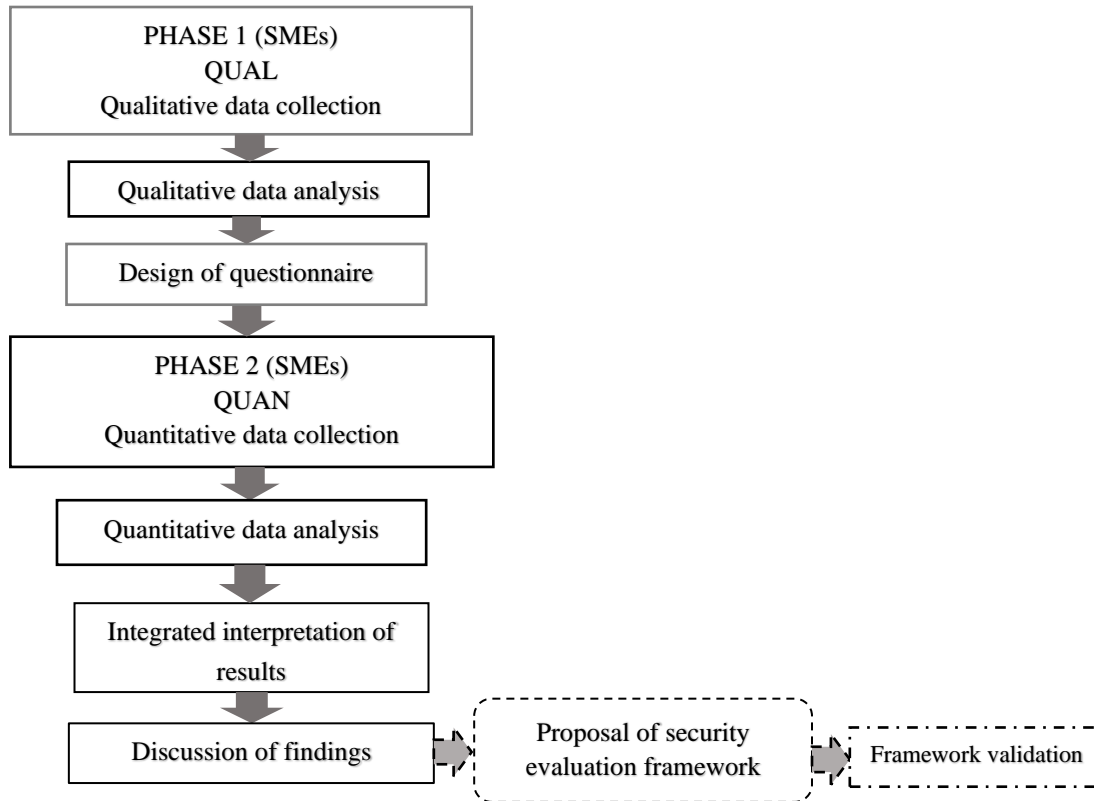 PHASE 1 (SMEs)
QUAL
Qualitative data collection
Qualitative data analysis
Design of questionnaire
PHASE 2 (SMEs)
QUAN
Quantitative data collection
Quantitative data analysis
Integrated interpretation of
results
Discussion of findings
Proposal of security
evaluation framework
Framework validation